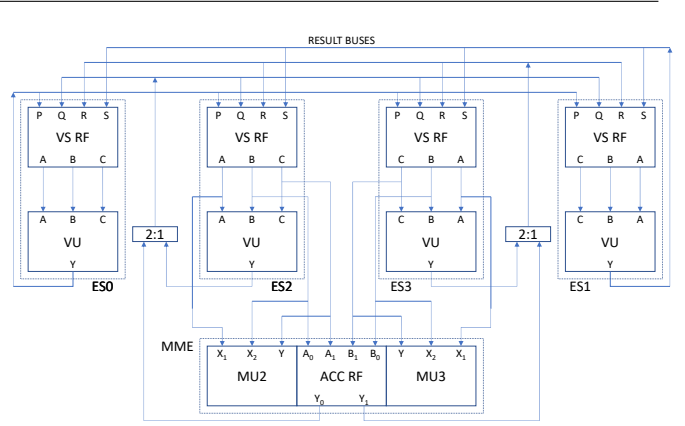 RESULT BUSES
P Q R S P Q R S P Q R S P Q R S
VS RF VS RF VS RF VS RF
A B C A B C C B A C B A
A B C A B C C B A C B A
VU 2:1 VU VU 2:1 VU
Y Y Y Y
ES0 ES2 ES3 ES1
MME
X₁ X₂ Y A₀ A₁ B₁ B₀ Y X₂ X₁
MU2 ACC RF MU3
Y₀ Y₁